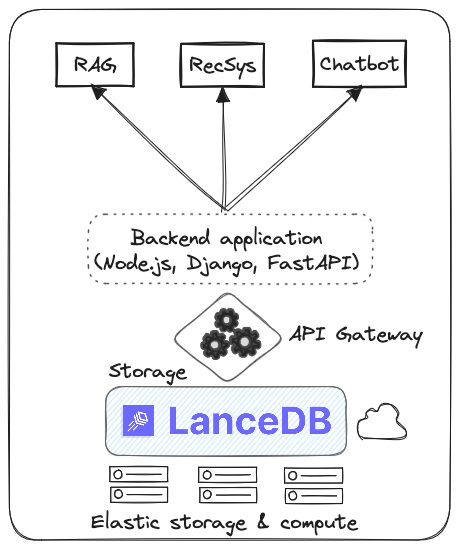 RAG
RecSys
Chatbot
Backend application
(Node.js, Django, FastAPI)
API Gateway
Storage
LanceDB
Elastic storage & compute